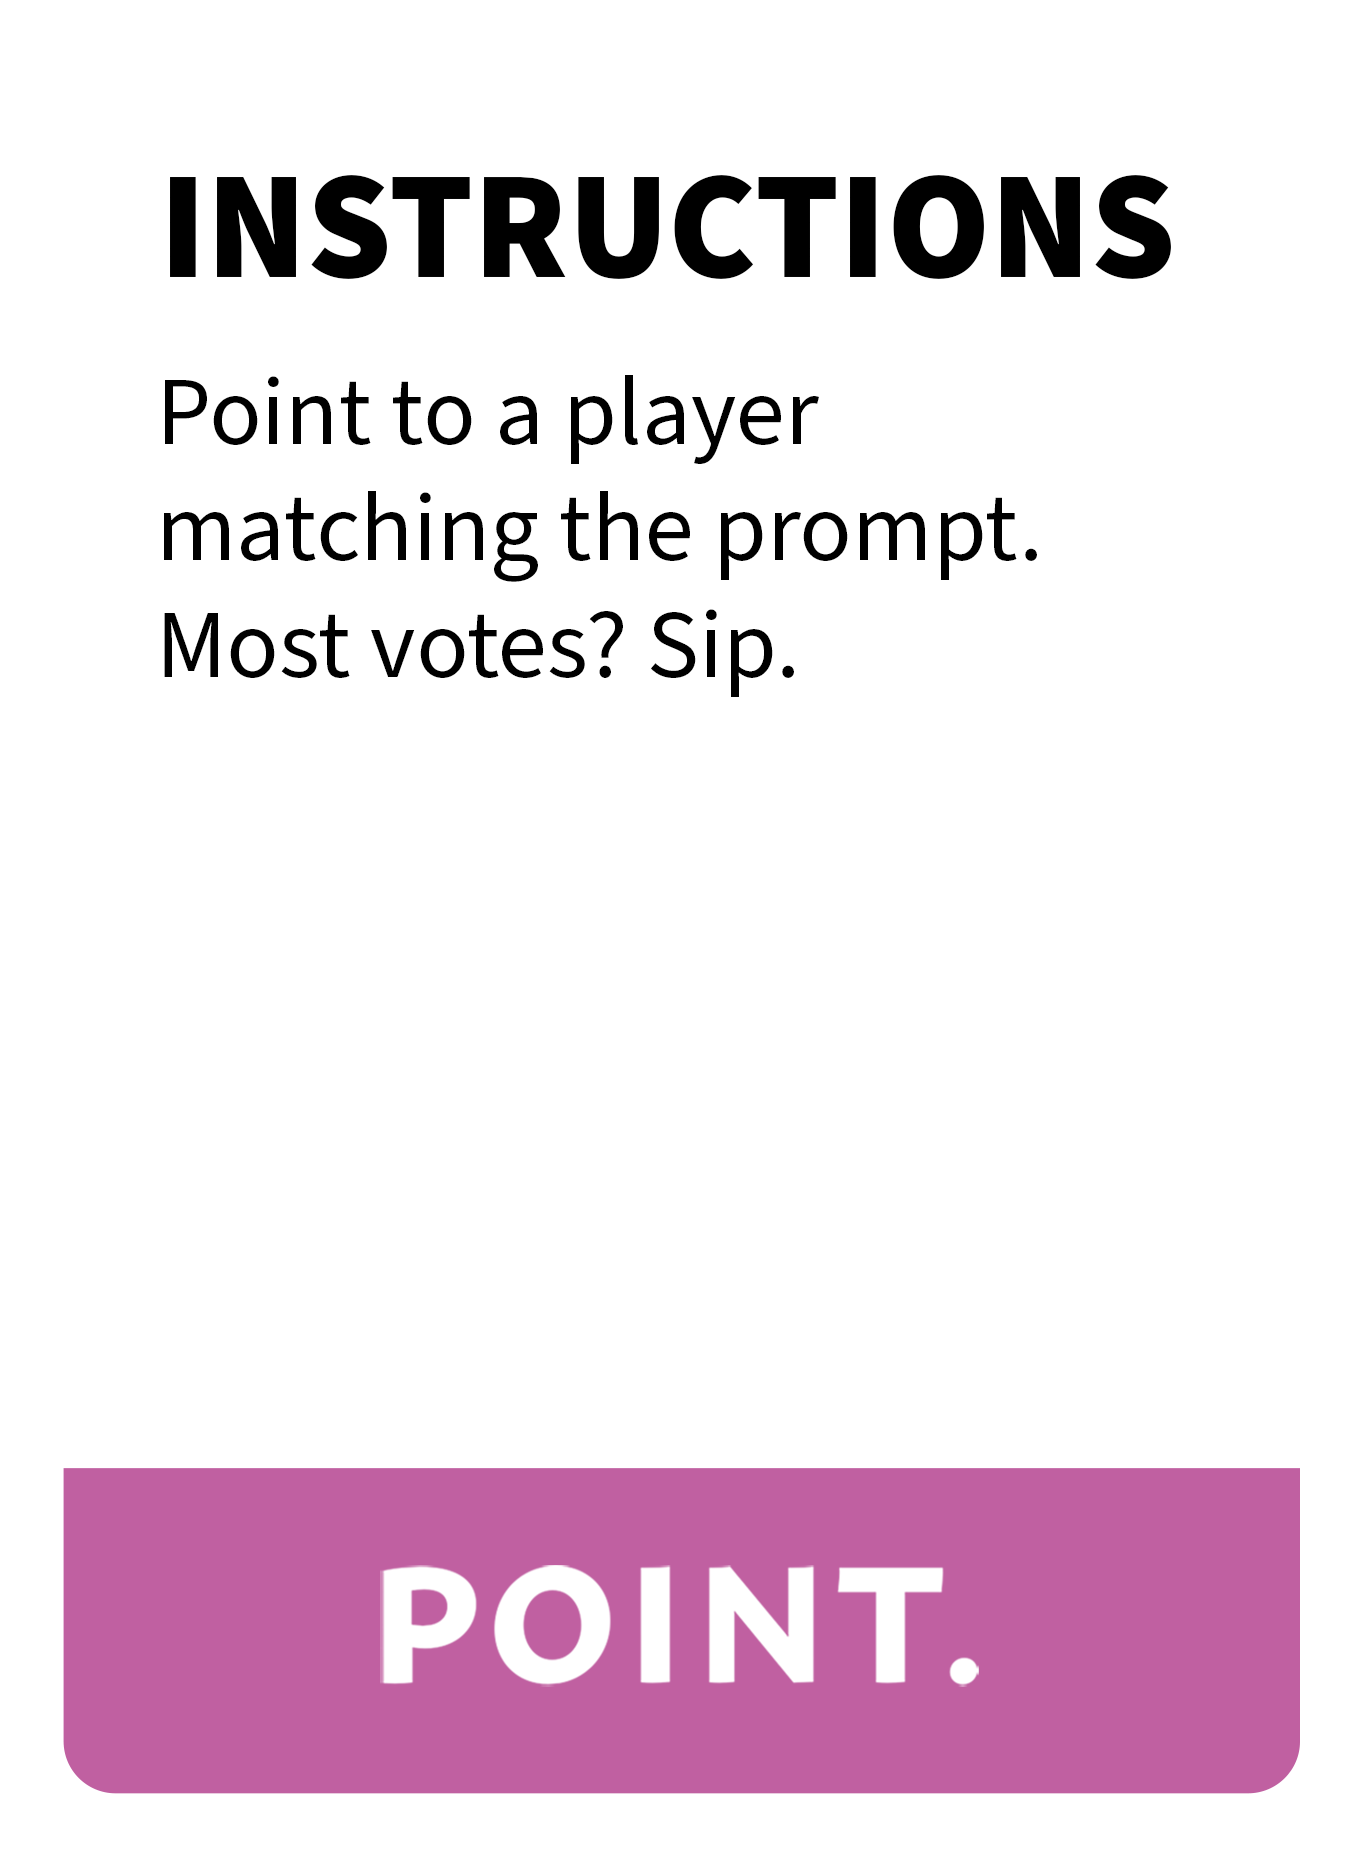 INSTRUCTIONS
Point to a player
matching the prompt.
Most votes? Sip.
POINT.